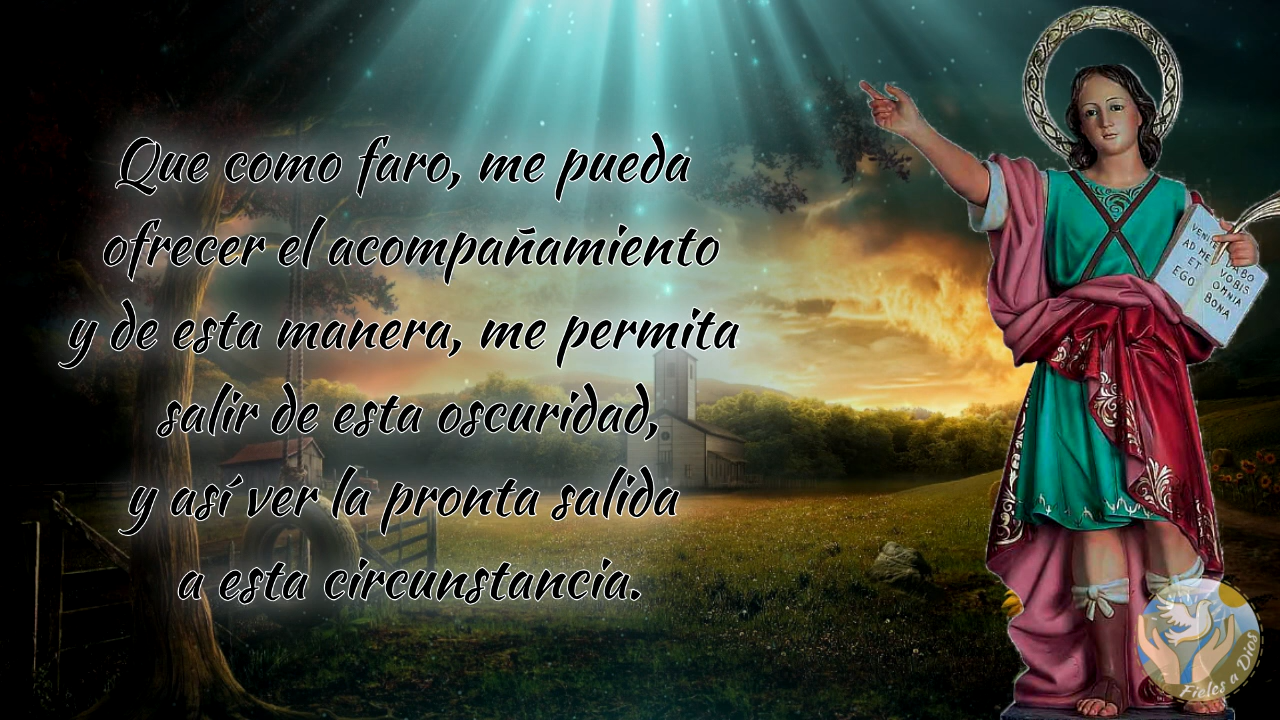 Que como faro, me pueda
ofrecer el acompañamiento
y de esta manera, me permita
salir de esta oscuridad,
y así ver la pronta salida
a esta circunstancia.
VENITE
AD ME
ET
EGO
DABO
VOBIS
OMNIA
BONA
Fieles a Dios